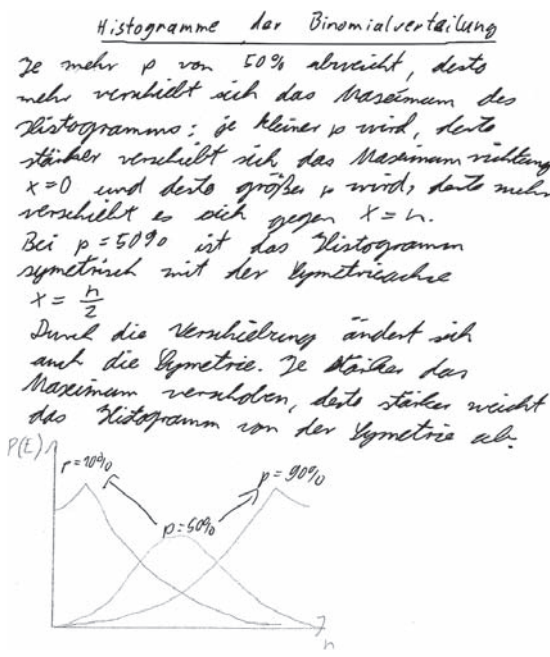 Histogramme der Binomialverteilung
Je mehr p von 50% abweicht, desto
mehr verschiebt sich das Maximum des
Histogramms: je kleiner p wird, desto
stärker verschiebt sich das Maximum richtung
x=0 und desto größer p wird, desto mehr
verschiebt es sich gegen x=n.
Bei p=50% ist das Histogramm
symetrisch mit der Symetrieachse
x = n/2
Durch die Verschiebung ändert sich
auch die Symetrie. Je stärker das
Maximum verschoben, desto stärker weicht
das Histogramm von der Symetrie ab.
P(E)
p=10%
p=90%
p=50%
n